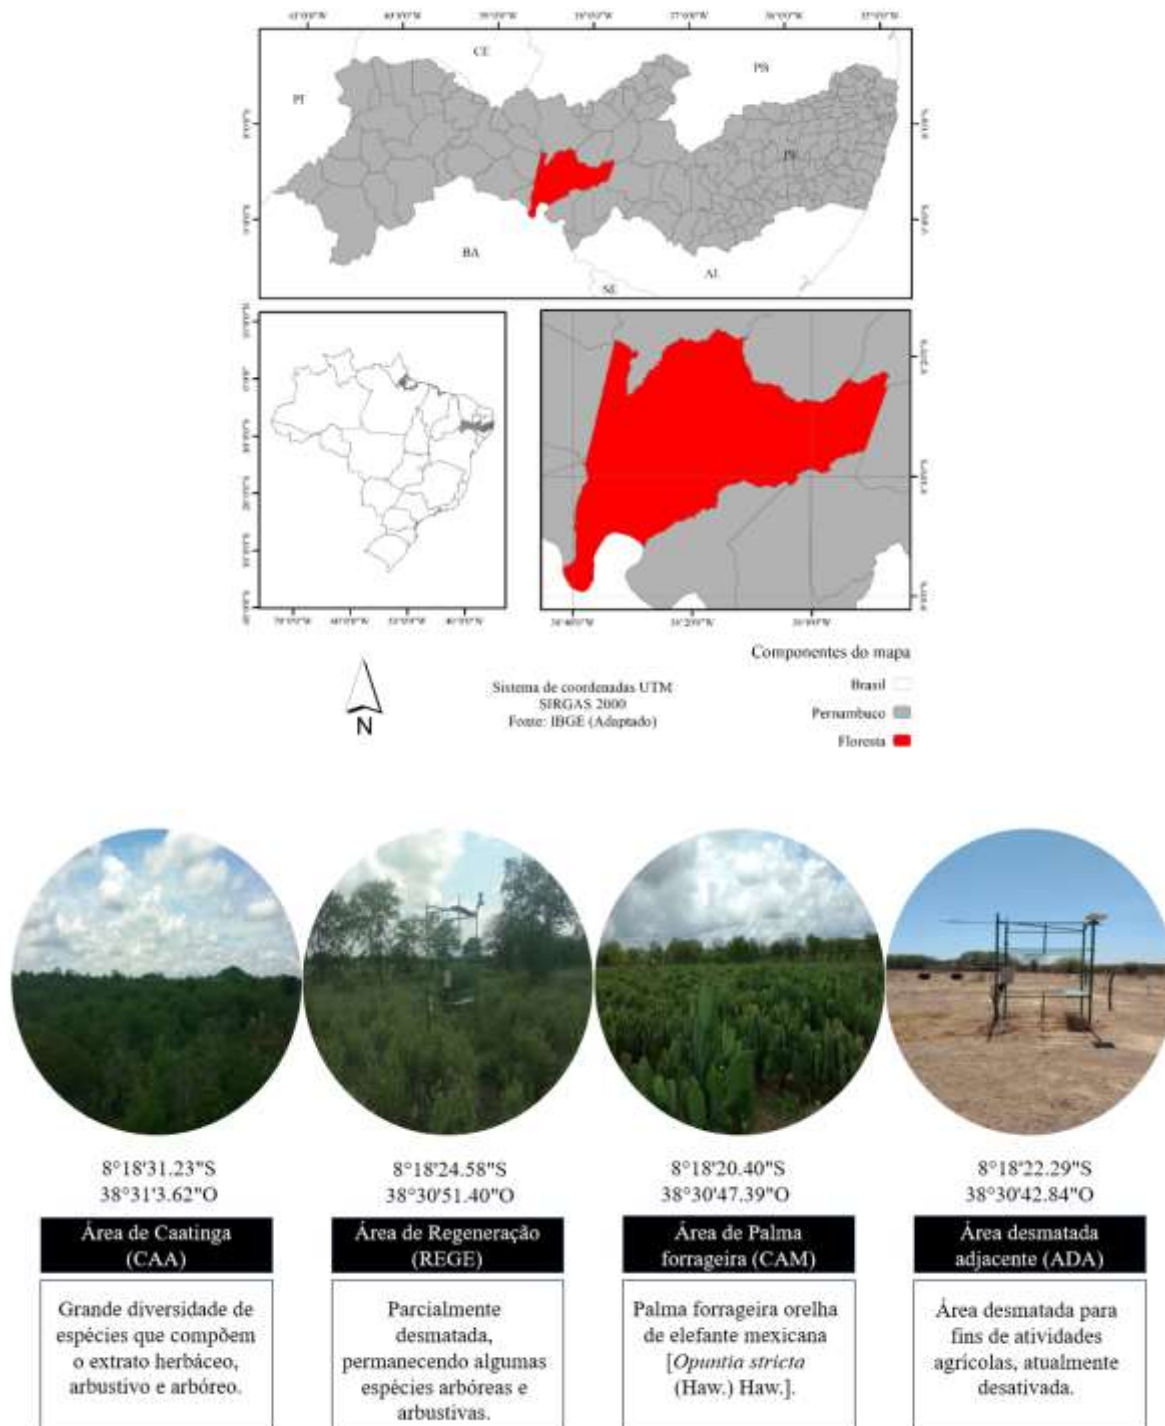 CE
PB
PI
PE
BA
AL
SE
Componentes do mapa
Brasil
Pernambuco
Floresta
Sistema de coordenadas UTM
SIRGAS 2000
Fonte: IBGE (Adaptado)
N
8°18'31.23"S
38°31'3.62"O
Área de Caatinga
(CAA)
Grande diversidade de
espécies que compõem
o extrato herbáceo,
arbustivo e arbóreo.
8°18'24.58"S
38°30'51.40"O
Área de Regeneração
(REGE)
Parcialmente
desmatada,
permanecendo algumas
espécies arbóreas e
arbustivas.
8°18'20.40"S
38°30'47.39"O
Área de Palma
forrageira (CAM)
Palma forrageira orelha
de elefante mexicana
[Opuntia stricta
(Haw.) Haw.].
8°18'22.29"S
38°30'42.84"O
Área desmatada
adjacente (ADA)
Área desmatada para
fins de atividades
agrícolas, atualmente
desativada.